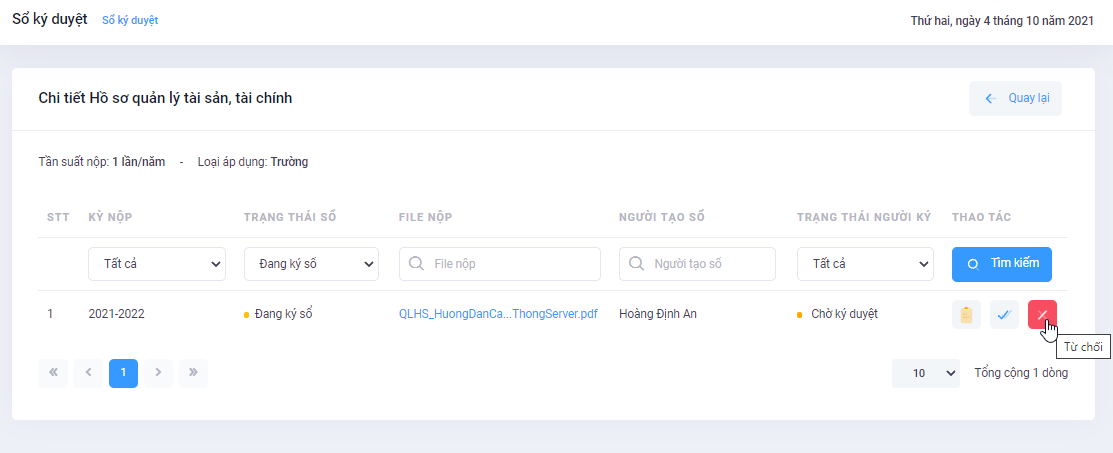 Sổ ký duyệt Sổ ký duyệt Thứ hai, ngày 4 tháng 10 năm 2021
Chi tiết Hồ sơ quản lý tài sản, tài chính Quay lại
Tần suất nộp: 1 lần/năm - Loại áp dụng: Trường
STT KỲ NỘP TRẠNG THÁI SỐ FILE NỘP NGƯỜI TẠO SỐ TRẠNG THÁI NGƯỜI KÝ THAO TÁC
Tất cả Đang ký số File nộp Người tạo số Tất cả Tìm kiếm
1 2021-2022 Đang ký sổ QLHS_HuongDanCa...ThongServer.pdf Hoàng Định An Chờ ký duyệt
Từ chối
1 10 Tổng cộng 1 dòng